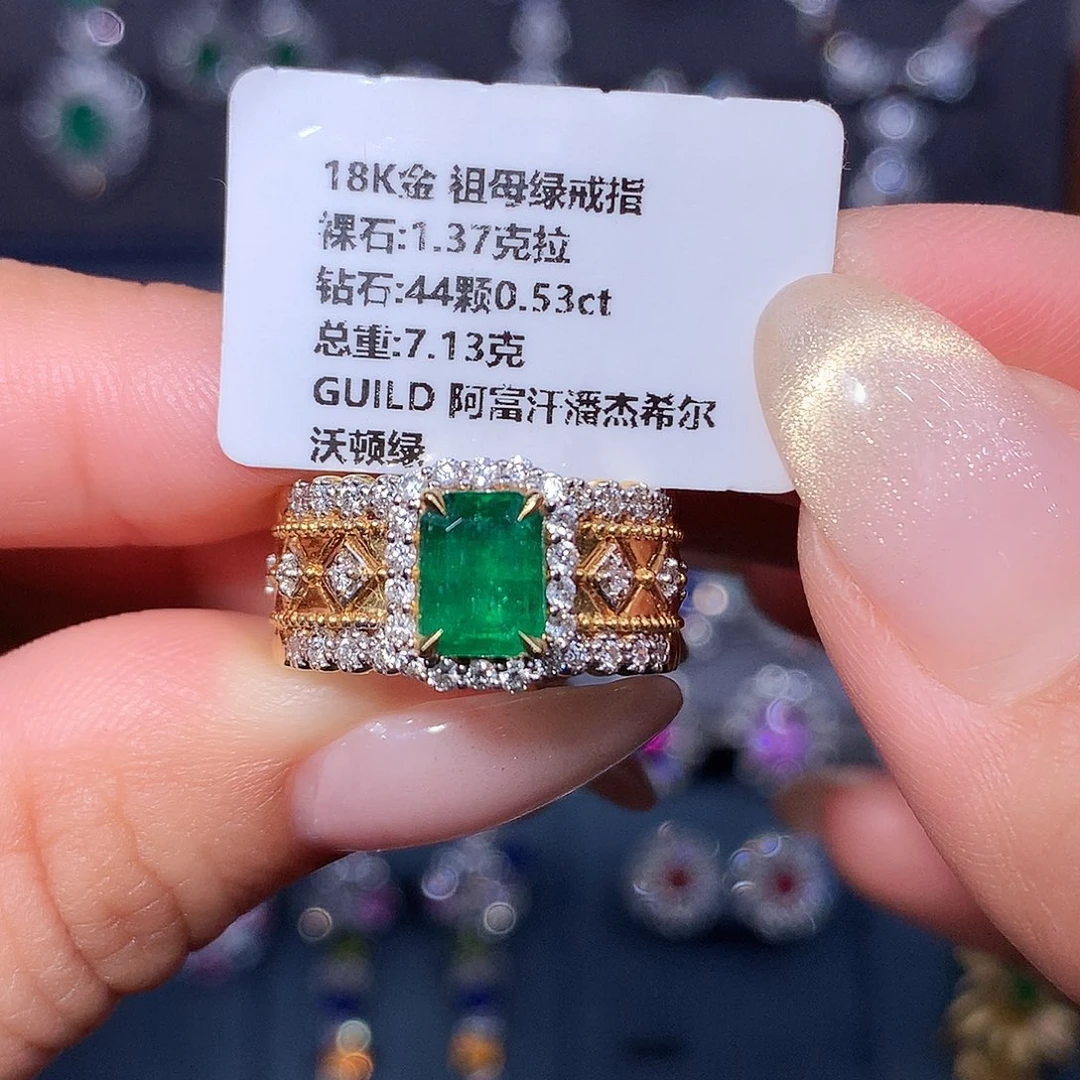 18K金 祖母绿戒指
裸石:1.37克拉
钻石:44颗0.53ct
总重:7.13克
GUILD 阿富汗潘杰希尔
沃顿绿